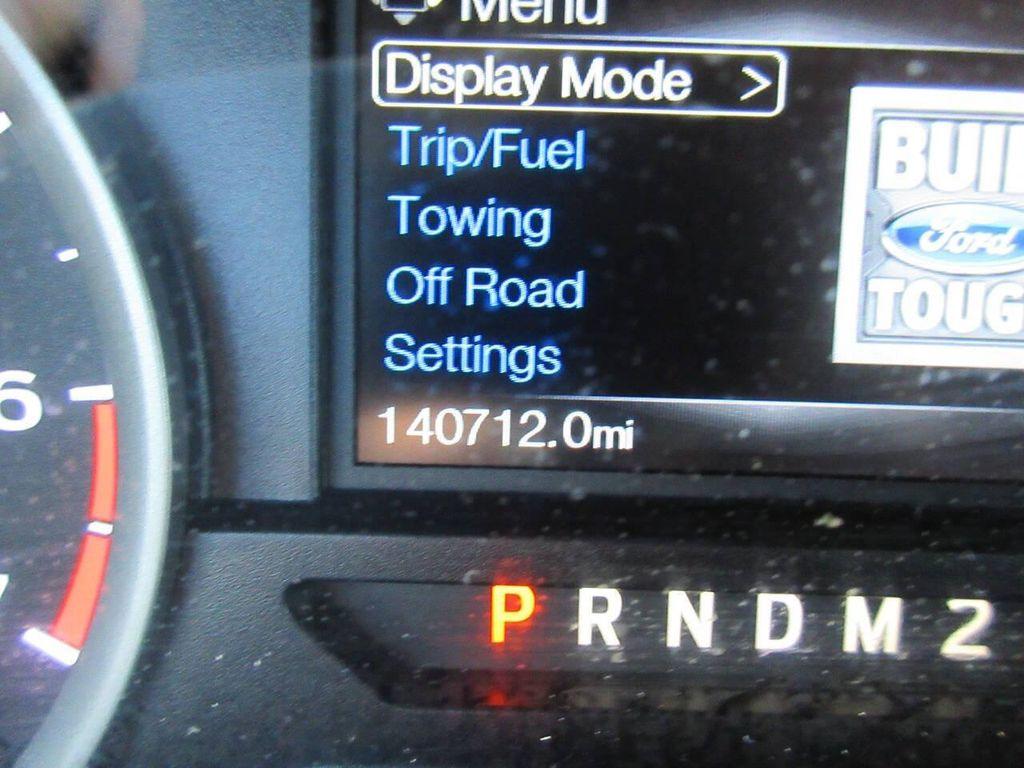 Menu
Display Mode >
Trip/Fuel
Towing
Off Road
Settings
140712.0mi
Ford
6
P R N D M 2